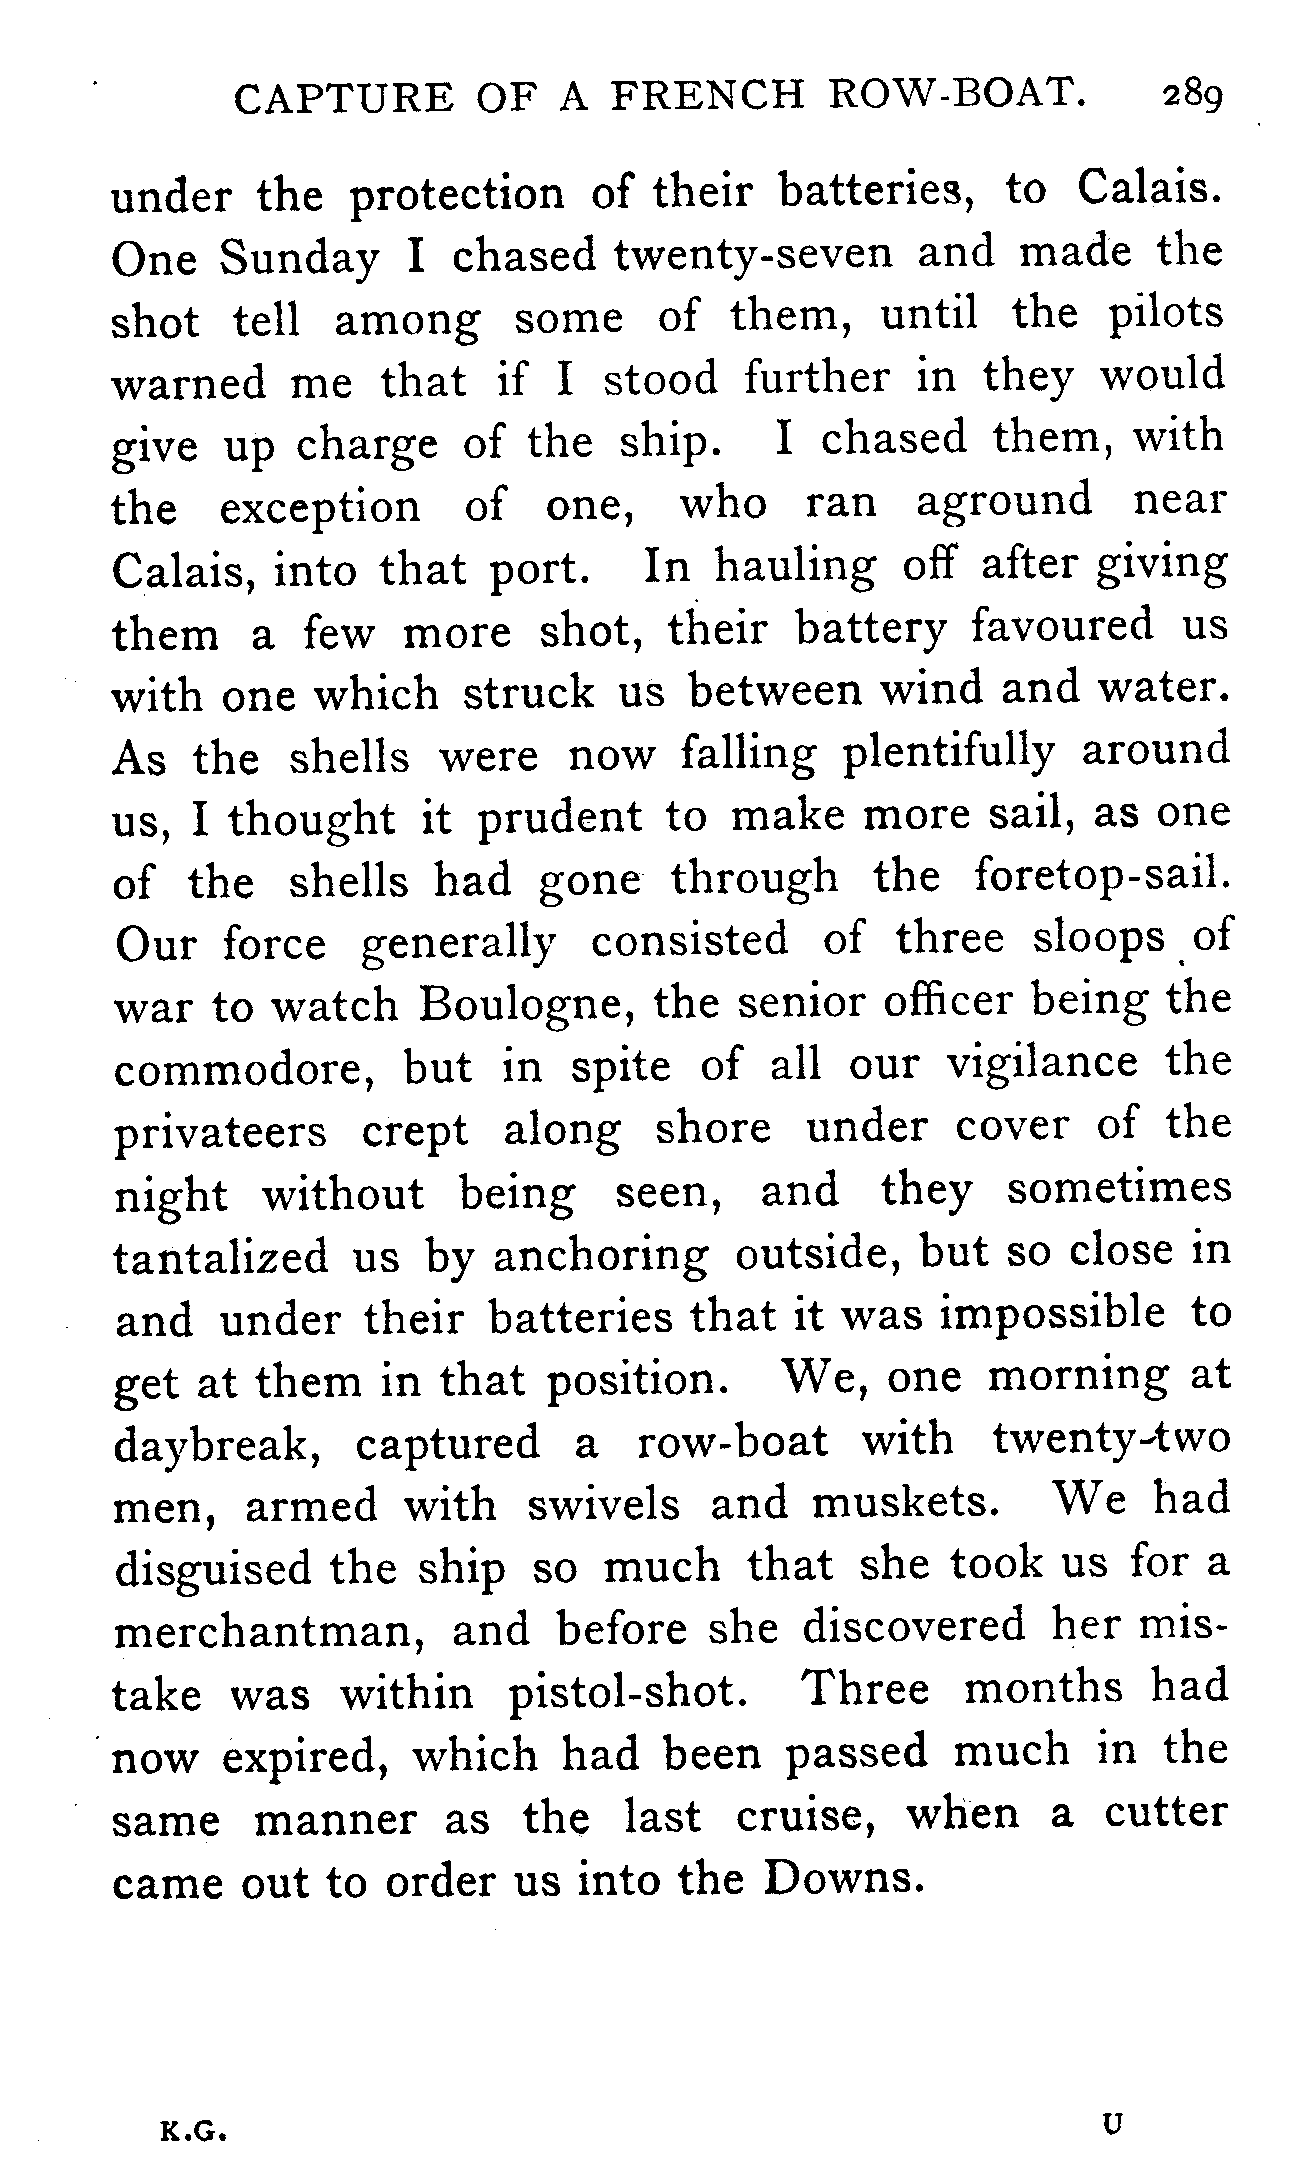 CAPTURE OF A FRENCH ROW-BOAT. 289
under the protection of their batteries, to Calais.
One Sunday I chased twenty-seven and made the
shot tell among some of them, until the pilots
warned me that if I stood further in they would
give up charge of the ship. I chased them, with
the exception of one, who ran aground near
Calais, into that port. In hauling off after giving
them a few more shot, their battery favoured us
with one which struck us between wind and water.
As the shells were now falling plentifully around
us, I thought it prudent to make more sail, as one
of the shells had gone through the foretop-sail.
Our force generally consisted of three sloops of
war to watch Boulogne, the senior officer being the
commodore, but in spite of all our vigilance the
privateers crept along shore under cover of the
night without being seen, and they sometimes
tantalized us by anchoring outside, but so close in
and under their batteries that it was impossible to
get at them in that position. We, one morning at
daybreak, captured a row-boat with twenty-two
men, armed with swivels and muskets. We had
disguised the ship so much that she took us for a
merchantman, and before she discovered her mis-
take was within pistol-shot. Three months had
now expired, which had been passed much in the
same manner as the last cruise, when a cutter
came out to order us into the Downs.
K.G. U